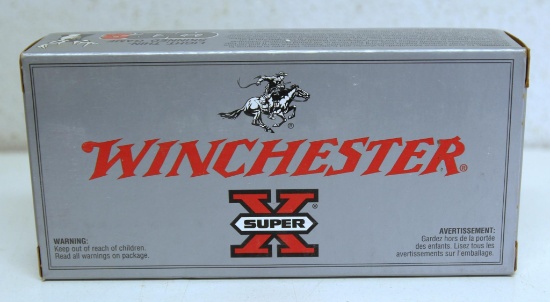 WINCHESTER®
SUPER X®
WARNING:
Keep out of reach of children.
Read all warnings on package.
AVERTISSEMENT:
Gardez hors de la portée
des enfants. Lisez tous les
avertissements sur l'emballage.